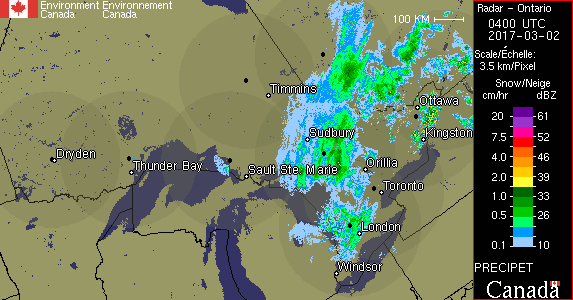 Environment Environnement
Canada Canada
100 KM
Timmins
Ottawa
Sudbury
Kingston
Dryden
Thunder Bay
Sault Ste. Marie
Orillia
Toronto
London
Windsor
Radar - Ontario
0400 UTC
2017-03-02
Scale/Échelle:
3.5 km/Pixel
Snow/Neige
cm/hr dBZ
20 61
7.5 52
4.0 46
2.0 39
1.0 33
0.5 26
0.1 10
PRECIPET
Canada